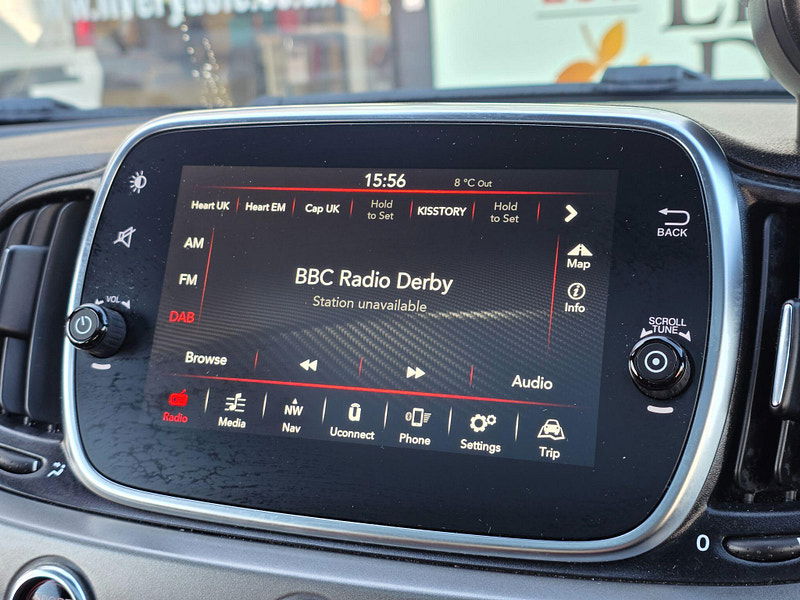 15:56 8 °C Out
Heart UK Heart EM Cap UK Hold to Set KISSTORY Hold to Set
AM
FM
DAB
BBC Radio Derby
Station unavailable
Map
Info
Browse Audio
Radio Media NW Nav Uconnect Phone Settings Trip
VOL
BACK
SCROLL
TUNE
0